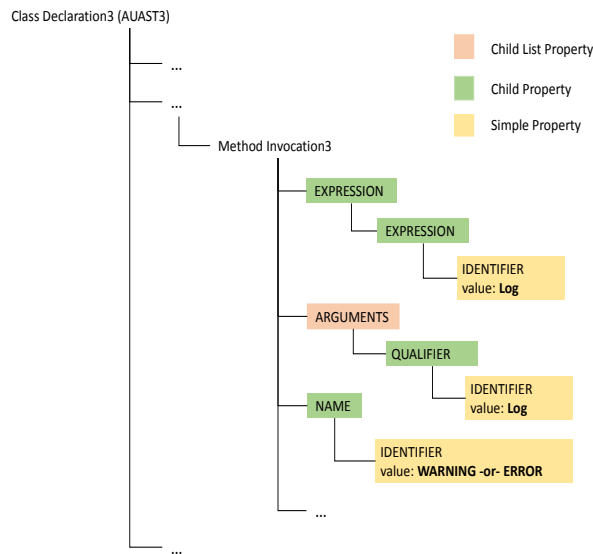 Class Declaration3 (AUAST3)
...
Child List Property
Child Property
Simple Property
...
Method Invocation3
EXPRESSION
EXPRESSION
IDENTIFIER
value: Log
ARGUMENTS
QUALIFIER
IDENTIFIER
value: Log
NAME
IDENTIFIER
value: WARNING -or- ERROR
...
...